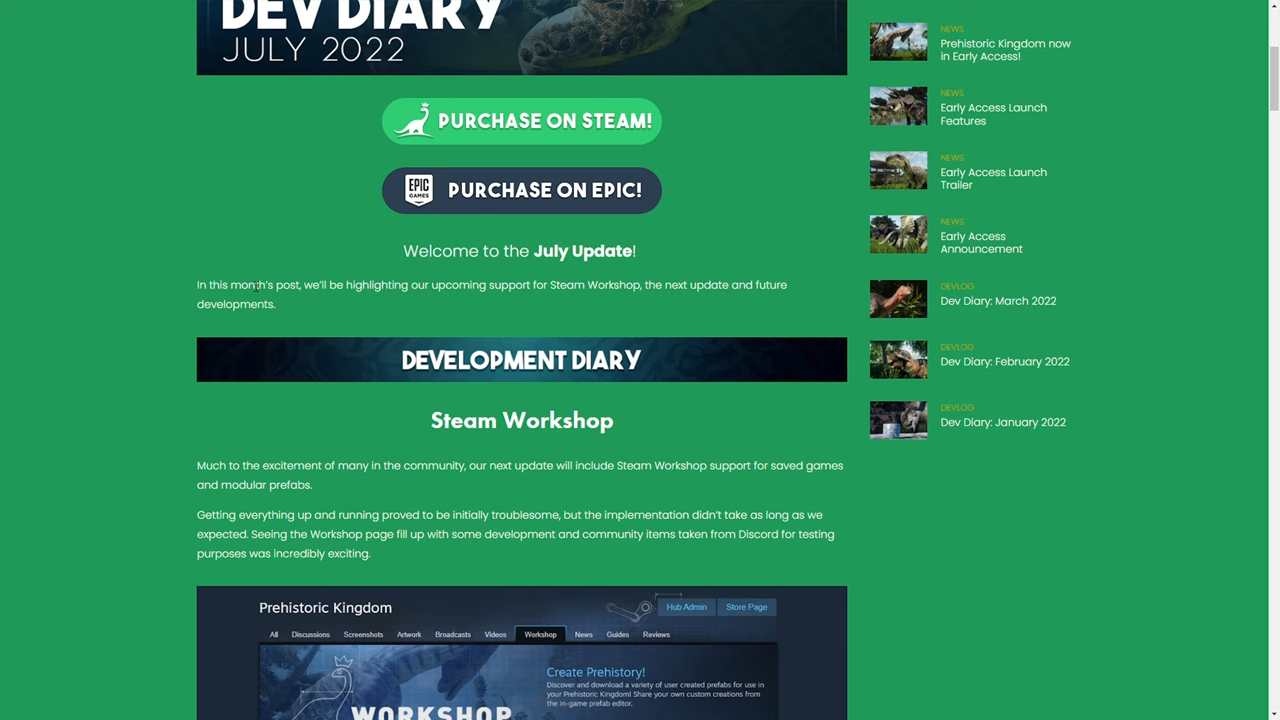 DEV DIARY
JULY 2022
PURCHASE ON STEAM!
EPIC GAMES
PURCHASE ON EPIC!
Welcome to the July Update!
In this month's post, we'll be highlighting our upcoming support for Steam Workshop, the next update and future
developments.
DEVELOPMENT DIARY
Steam Workshop
Much to the excitement of many in the community, our next update will include Steam Workshop support for saved games
and modular prefabs.
Getting everything up and running proved to be initially troublesome, but the implementation didn't take as long as we
expected. Seeing the Workshop page fill up with some development and community items taken from Discord for testing
purposes was incredibly exciting.
Prehistoric Kingdom
Hub Admin
Store Page
All Discussions Screenshots Artwork Broadcasts Videos Workshop News Guides Reviews
Create Prehistory!
Discover and download a variety of user created prefabs for use in
your Prehistoric Kingdom! Share your own custom creations from
the in-game prefab editor.
WORKSHOP
NEWS
Prehistoric Kingdom now
in Early Access!
NEWS
Early Access Launch
Features
NEWS
Early Access Launch
Trailer
NEWS
Early Access
Announcement
DEVLOG
Dev Diary: March 2022
DEVLOG
Dev Diary: February 2022
DEVLOG
Dev Diary: January 2022